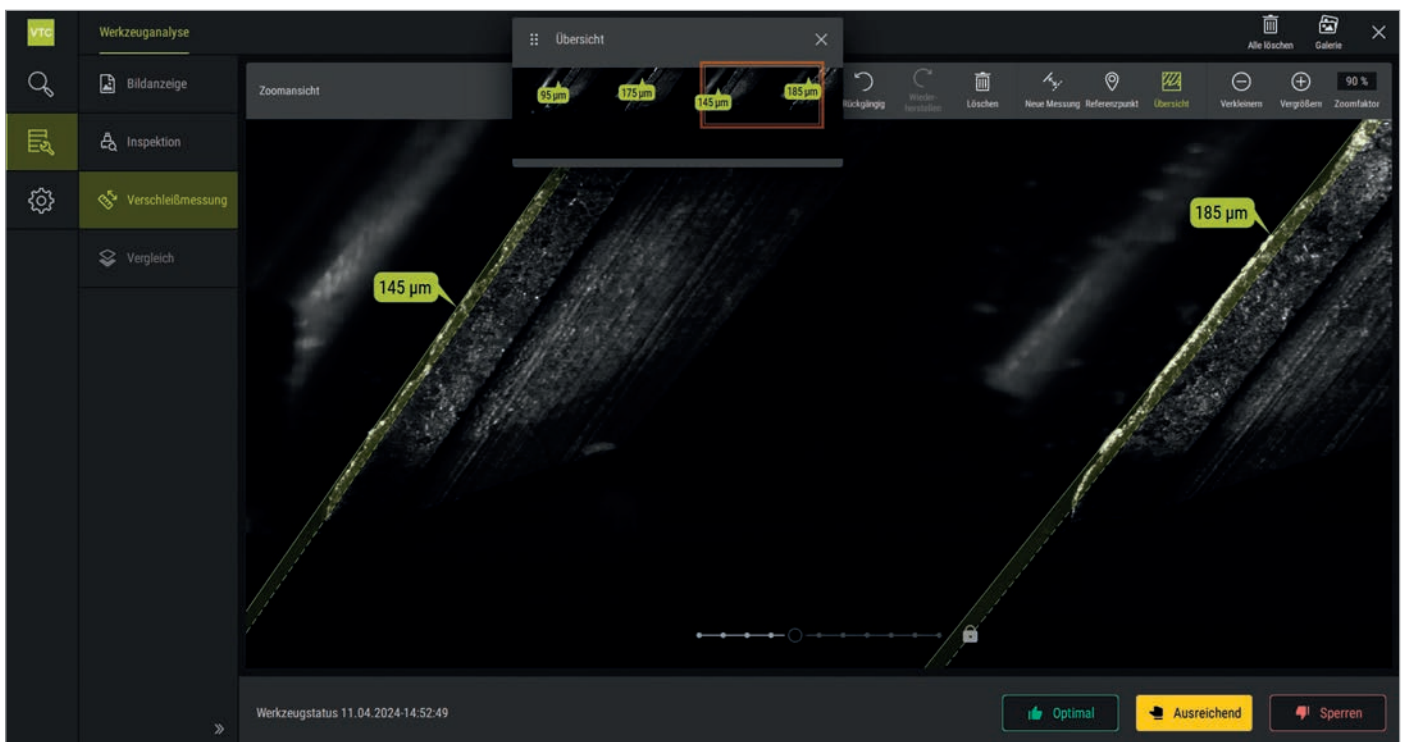 VTC
Werkzeuganalyse
Übersicht
Alle löschen
Galerie
Bildanzeige
Inspektion
Verschleißmessung
Vergleich
Zoomansicht
95 µm
175 µm
145 µm
185 µm
Rückgängig
Wieder-
herstellen
Löschen
Neue Messung
Referenzpunkt
Übersicht
Verkleinern
Vergrößern
90 %
Zoomfaktor
145 µm
185 µm
Werkzeugstatus 11.04.2024-14:52:49
Optimal
Ausreichend
Sperren